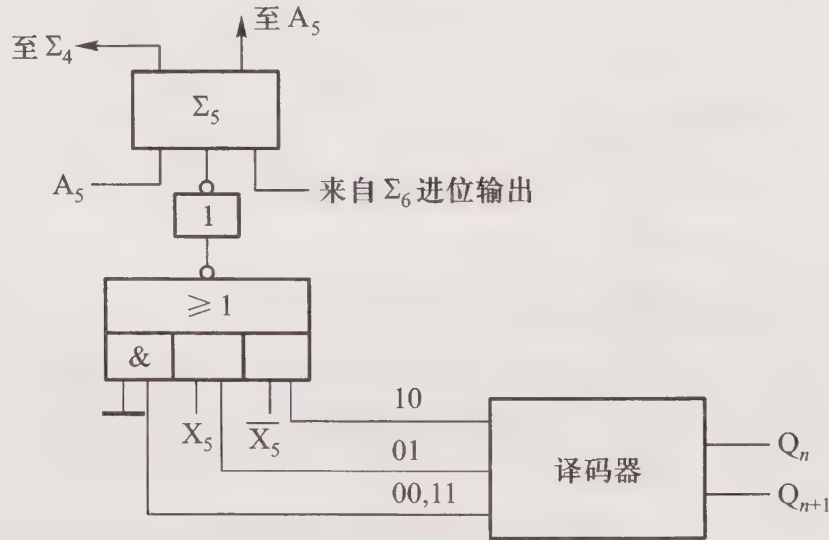 至 A₅
至 Σ₄
Σ₅
A₅
来自 Σ₆ 进位输出
1
≥ 1
&
10
X₅
X̅₅
01
00,11
译码器
Qₙ
Qₙ₊₁